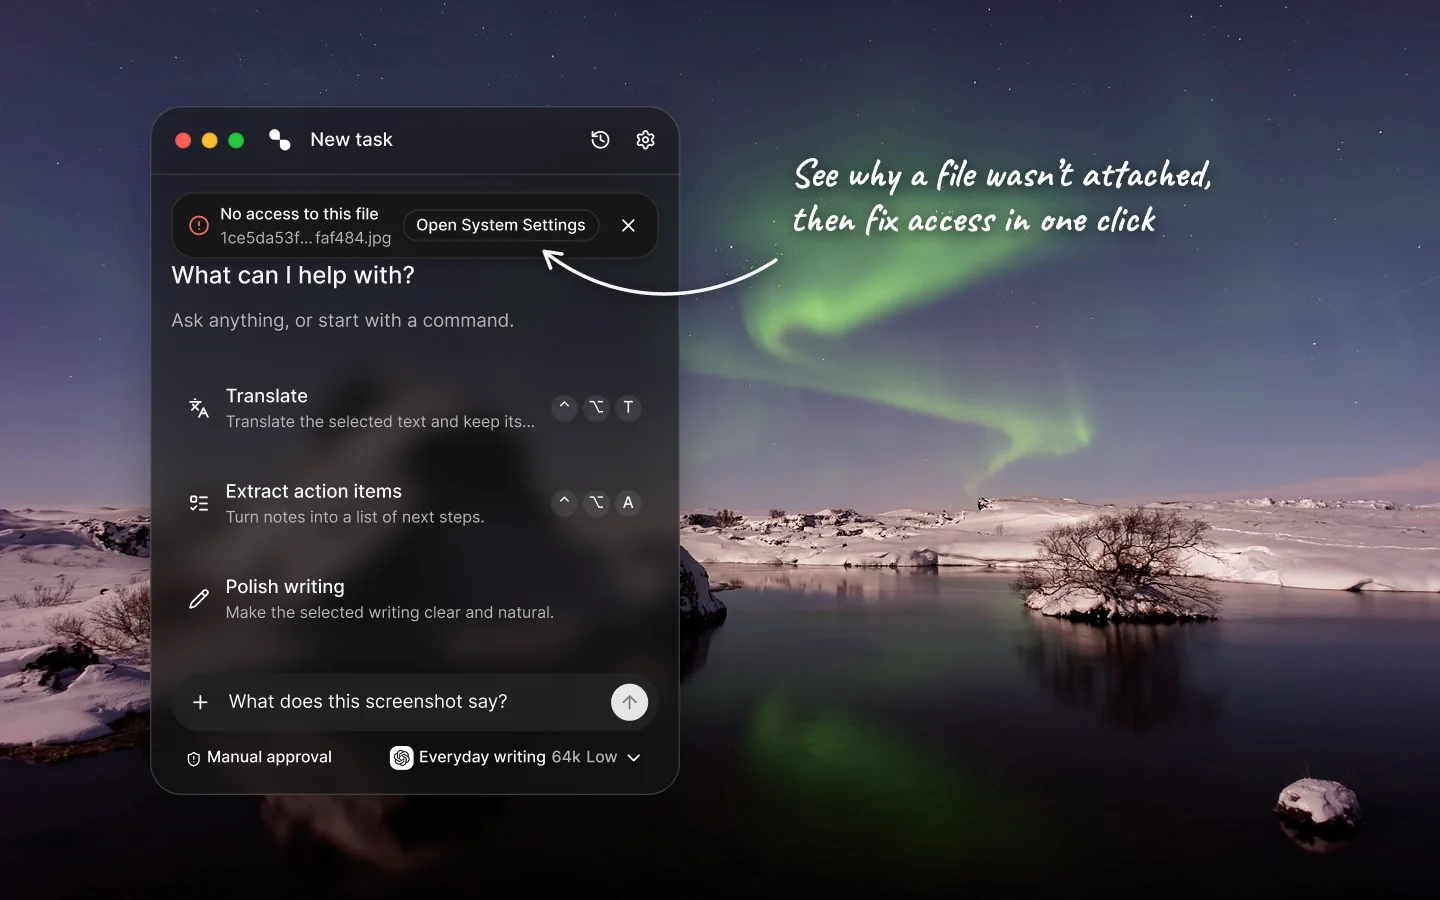 New task
No access to this file
1ce5da53f...faf484.jpg
Open System Settings
See why a file wasn't attached,
then fix access in one click
What can I help with?
Ask anything, or start with a command.
Translate
Translate the selected text and keep its...
^ ⌥ T
Extract action items
Turn notes into a list of next steps.
^ ⌥ A
Polish writing
Make the selected writing clear and natural.
What does this screenshot say?
Manual approval
Everyday writing 64k Low